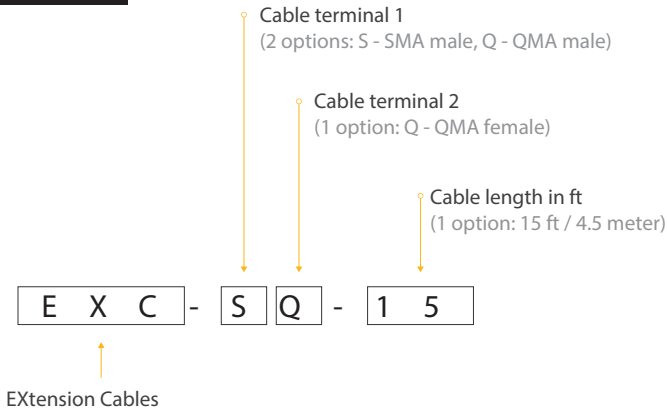 Cable terminal 1
(2 options: S - SMA male, Q - QMA male)
Cable terminal 2
(1 option: Q - QMA female)
Cable length in ft
(1 option: 15 ft / 4.5 meter)
E X C - S Q - 1 5
EXtension Cables